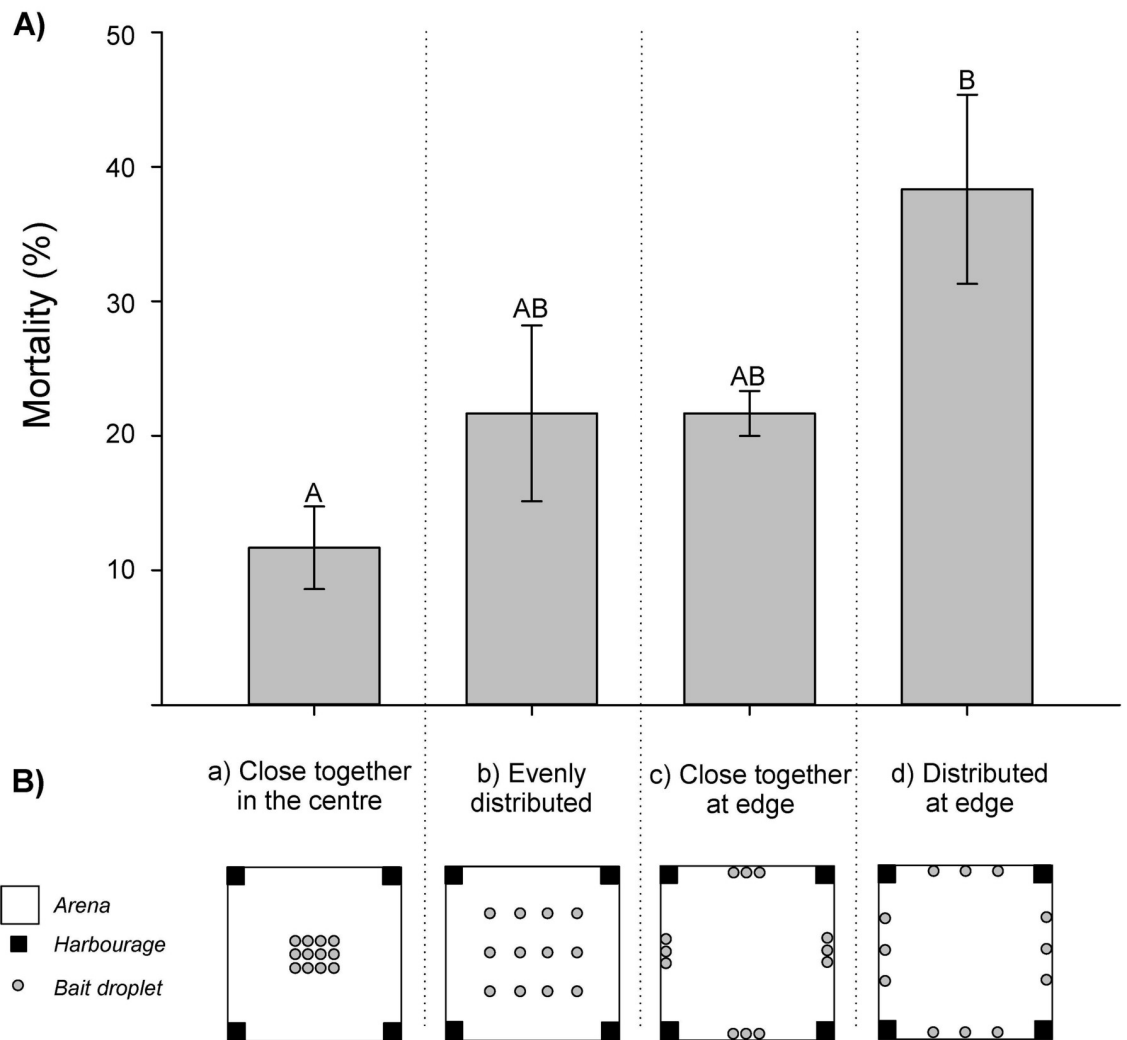 A)
50
40
30
20
10
Mortality (%)
A
AB
AB
B
B)
a) Close together
in the centre
b) Evenly
distributed
c) Close together
at edge
d) Distributed
at edge
Arena
Harbourage
Bait droplet